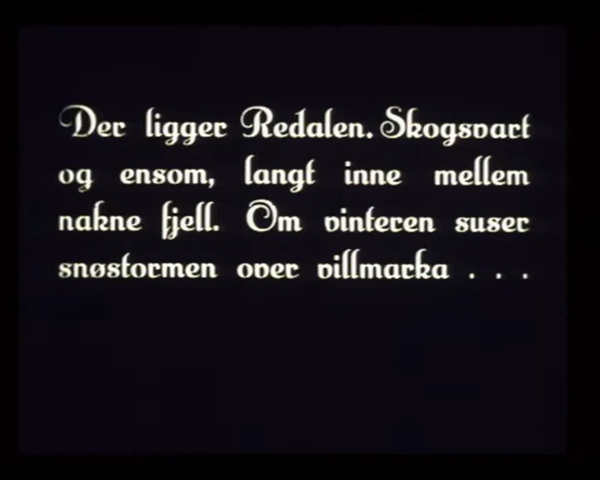 Der ligger Redalen. Skogsvart
og ensom, langt inne mellem
nakne fjell. Om vinteren suser
snøstormen over villmarka . . .